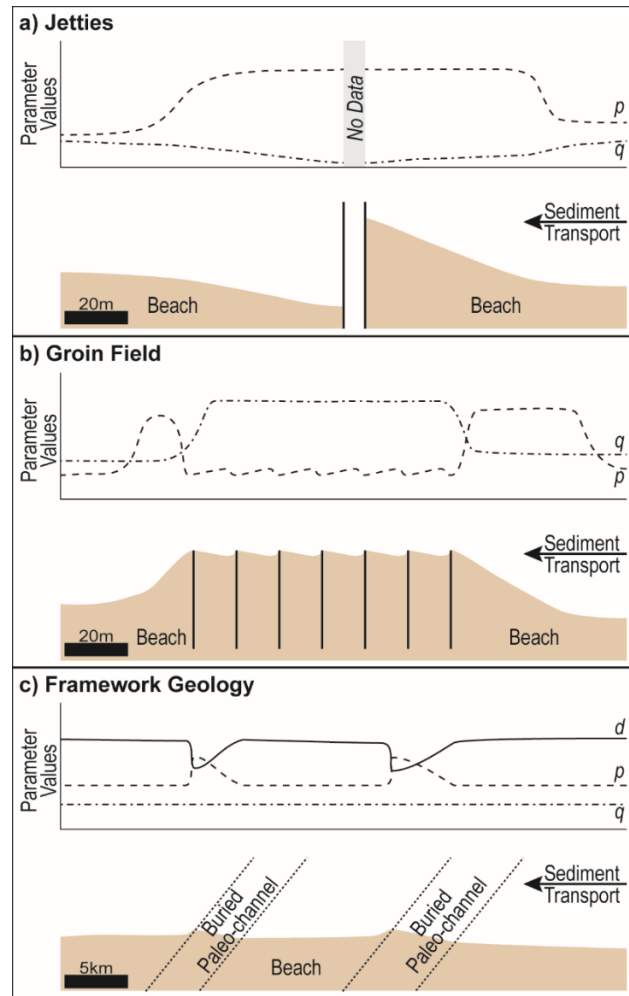 a) Jetties
Parameter
Values
No Data
p
q
Sediment
Transport
20m
Beach
Beach
b) Groin Field
Parameter
Values
q
p
Sediment
Transport
20m
Beach
Beach
c) Framework Geology
Parameter
Values
d
p
q
Sediment
Transport
Buried
Paleo-channel
Buried
Paleo-channel
5km
Beach